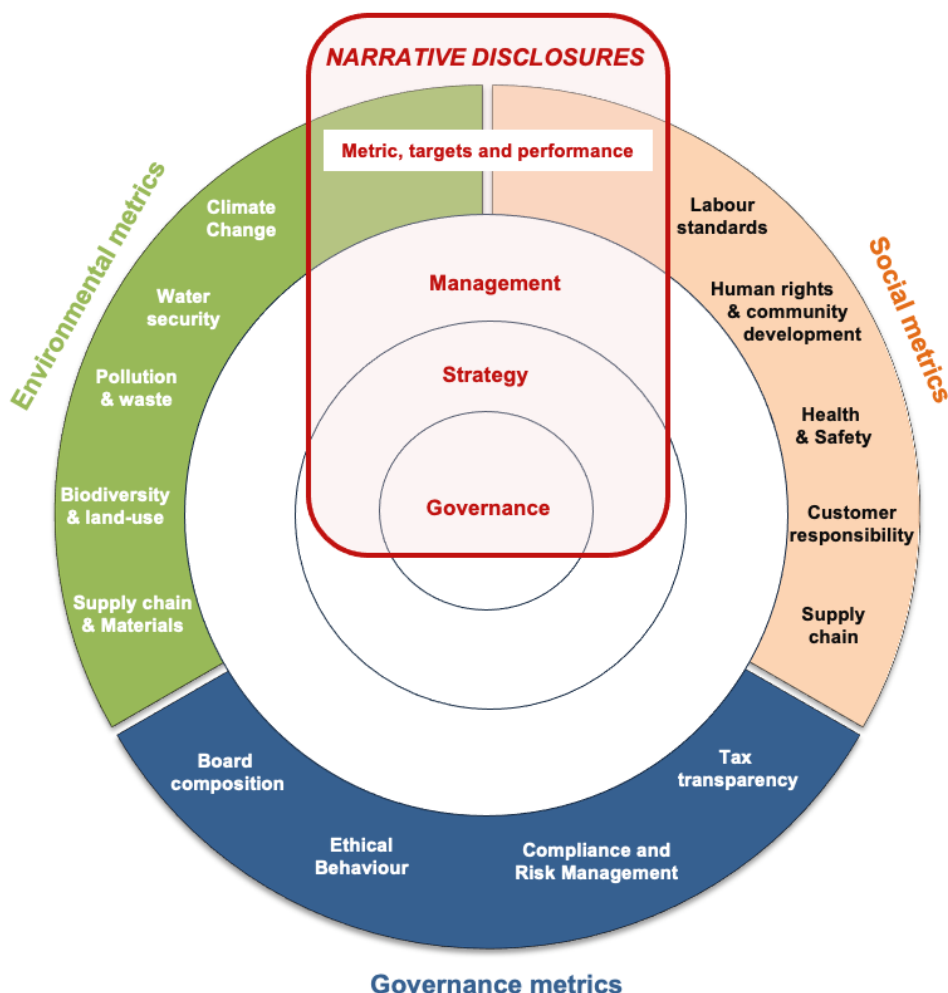 NARRATIVE DISCLOSURES
Metric, targets and performance
Management
Strategy
Governance
Environmental metrics
Climate
Change
Water
security
Pollution
& waste
Biodiversity
& land-use
Supply chain
& Materials
Social metrics
Labour
standards
Human rights
& community
development
Health
& Safety
Customer
responsibility
Supply
chain
Board
composition
Ethical
Behaviour
Compliance and
Risk Management
Tax
transparency
Governance metrics